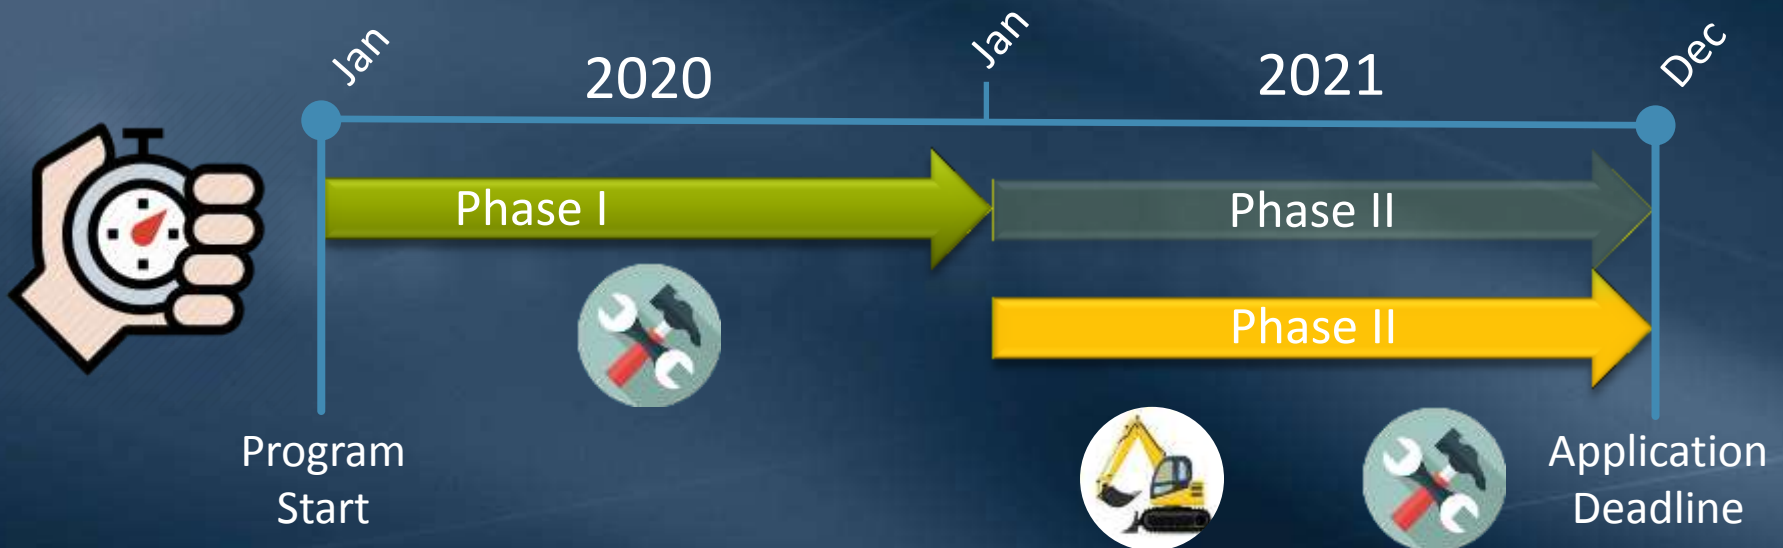 Jan
2020
Jan
2021
Dec
Phase I
Phase II
Phase II
Program
Start
Application
Deadline